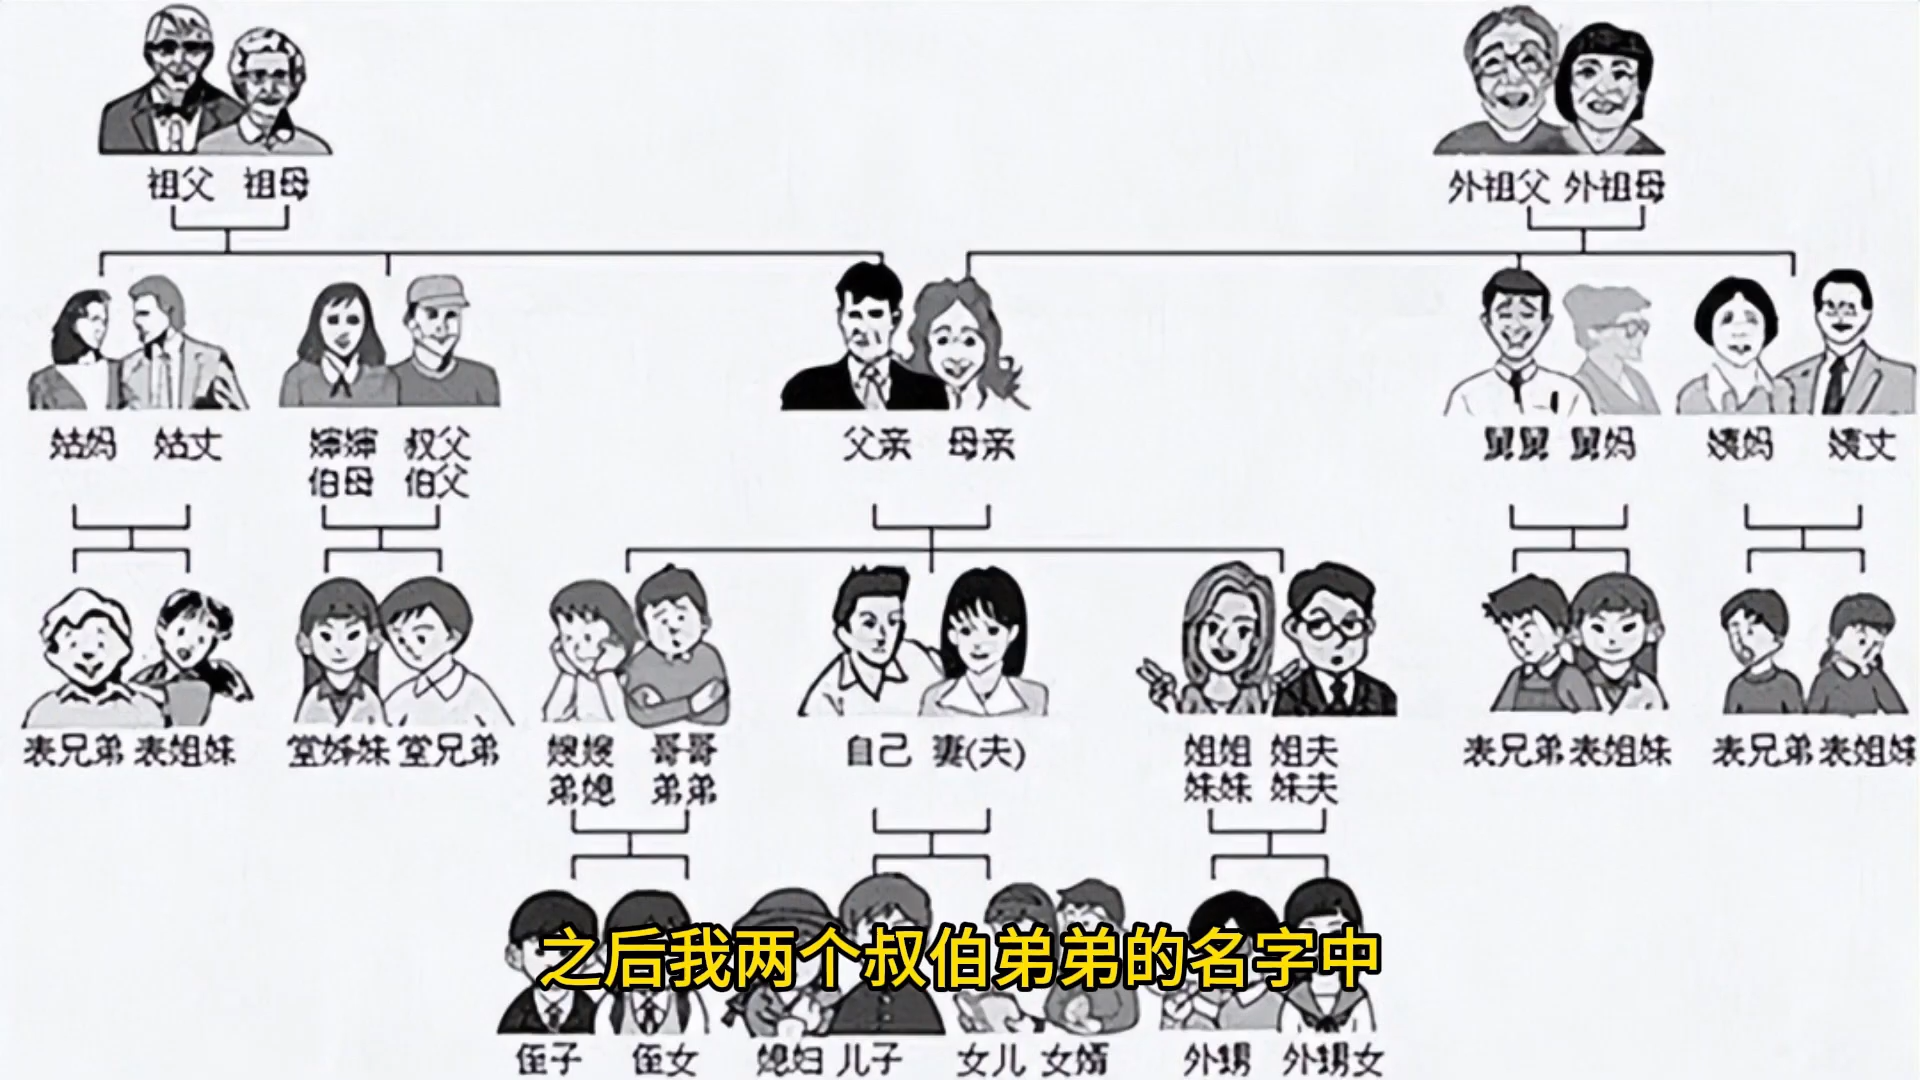 祖父 祖母
外祖父 外祖母
姑妈 姑丈
婶婶 叔父
伯母 伯父
父亲 母亲
舅舅 舅妈
姨妈 姨丈
表兄弟 表姐妹
堂姊妹 堂兄弟
嫂嫂 哥哥
弟媳 弟弟
自己 妻(夫)
姐姐 姐夫
妹妹 妹夫
表兄弟 表姐妹
表兄弟 表姐妹
之后我两个叔伯弟弟的名字中
侄子 侄女
媳妇 儿子
女儿 女婿
外甥 外甥女